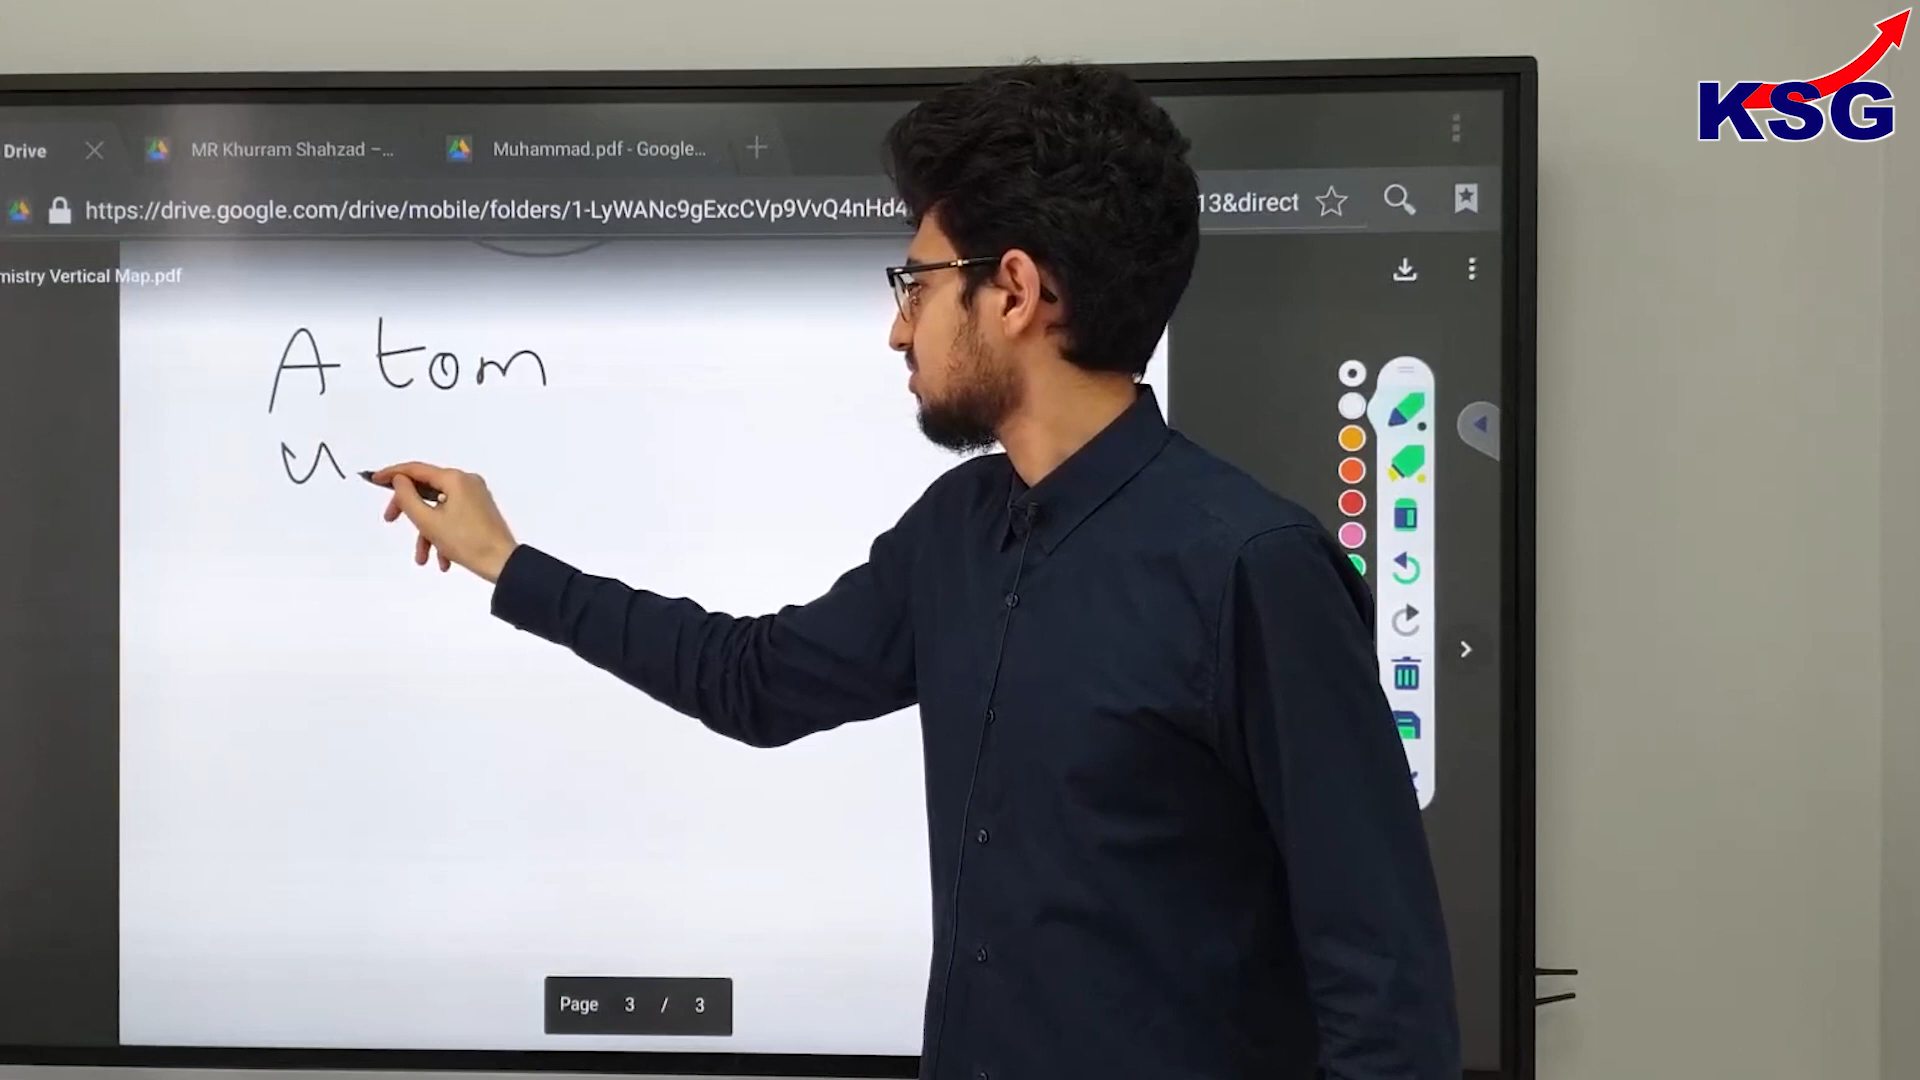 KSG
Drive MR Khurram Shahzad –... Muhammad.pdf - Google...
https://drive.google.com/drive/mobile/folders/1-LyWANc9gExcCVp9VvQ4nHd4 13&direct
mistry Vertical Map.pdf
Atom
Page 3 / 3